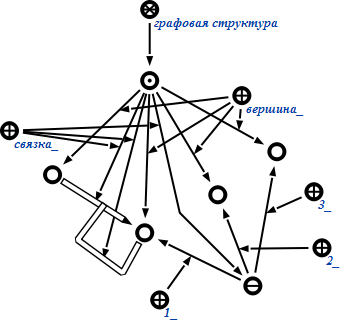 графовая структура
вершина_
связка_
3_
2_
1_